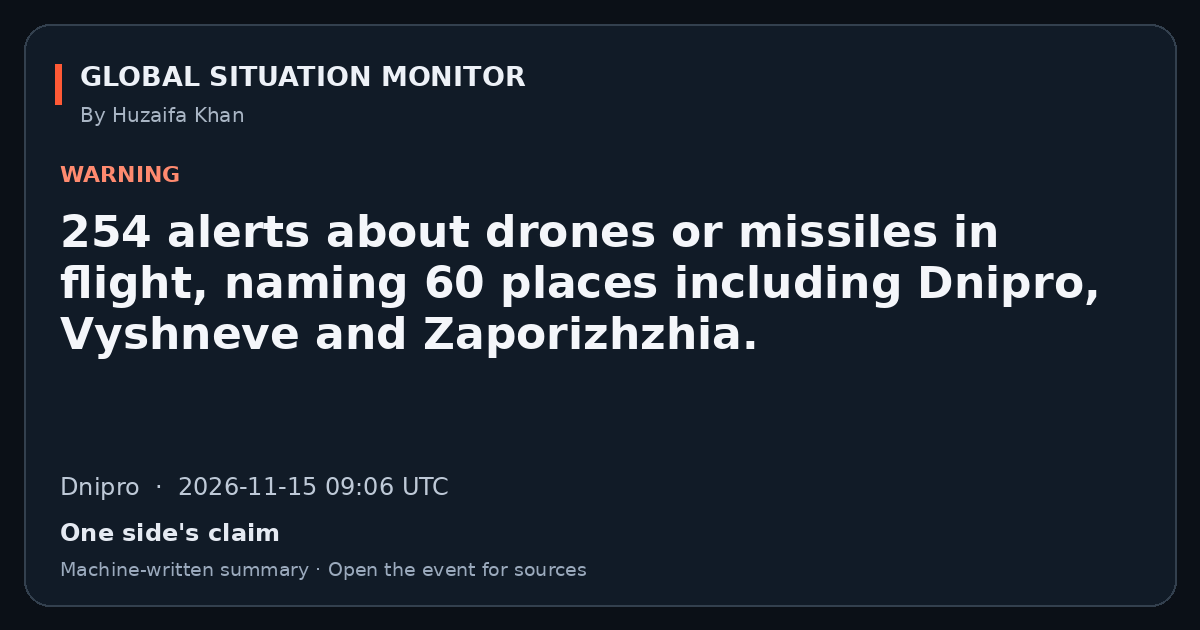 GLOBAL SITUATION MONITOR
By Huzaifa Khan
WARNING
254 alerts about drones or missiles in
flight, naming 60 places including Dnipro,
Vyshneve and Zaporizhzhia.
Dnipro · 2026-11-15 09:06 UTC
One side's claim
Machine-written summary · Open the event for sources